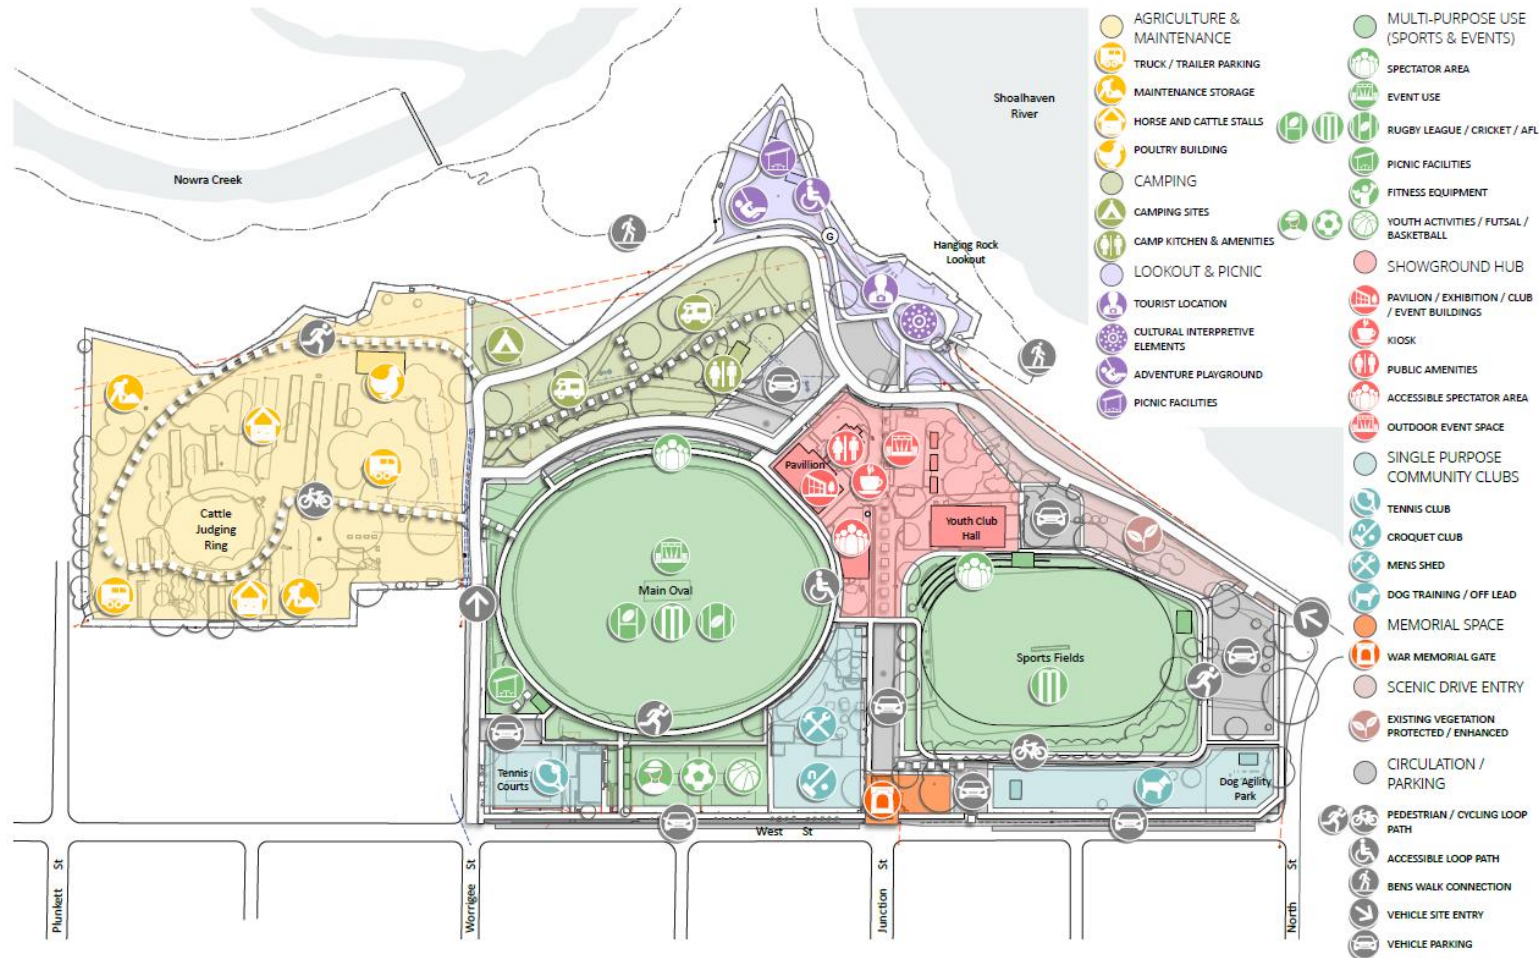 Nowra Creek
Shoalhaven
River
Hanging Rock
Lookout
G
Cattle
Judging
Ring
Pavillion
Youth Club
Hall
Main Oval
Sports Fields
Tennis
Courts
Dog Agility
Park
West St
Plunkett St
Worrigee St
Junction St
North St
AGRICULTURE &
MAINTENANCE
TRUCK / TRAILER PARKING
MAINTENANCE STORAGE
HORSE AND CATTLE STALLS
POULTRY BUILDING
CAMPING
CAMPING SITES
CAMP KITCHEN & AMENITIES
LOOKOUT & PICNIC
TOURIST LOCATION
CULTURAL INTERPRETIVE
ELEMENTS
ADVENTURE PLAYGROUND
PICNIC FACILITIES
MULTI-PURPOSE USE
(SPORTS & EVENTS)
SPECTATOR AREA
EVENT USE
RUGBY LEAGUE / CRICKET / AFL
PICNIC FACILITIES
FITNESS EQUIPMENT
YOUTH ACTIVITIES / FUTSAL /
BASKETBALL
SHOWGROUND HUB
PAVILION / EXHIBITION / CLUB
/ EVENT BUILDINGS
KIOSK
PUBLIC AMENITIES
ACCESSIBLE SPECTATOR AREA
OUTDOOR EVENT SPACE
SINGLE PURPOSE
COMMUNITY CLUBS
TENNIS CLUB
CROQUET CLUB
MENS SHED
DOG TRAINING / OFF LEAD
MEMORIAL SPACE
WAR MEMORIAL GATE
SCENIC DRIVE ENTRY
EXISTING VEGETATION
PROTECTED / ENHANCED
CIRCULATION /
PARKING
PEDESTRIAN / CYCLING LOOP
PATH
ACCESSIBLE LOOP PATH
BENS WALK CONNECTION
VEHICLE SITE ENTRY
VEHICLE PARKING